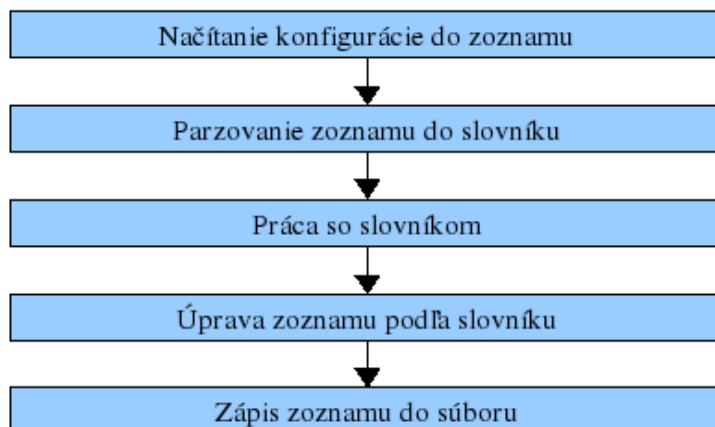 Načítanie konfigurácie do zoznamu
Parzovanie zoznamu do slovníku
Práca so slovníkom
Úprava zoznamu podľa slovníku
Zápis zoznamu do súboru